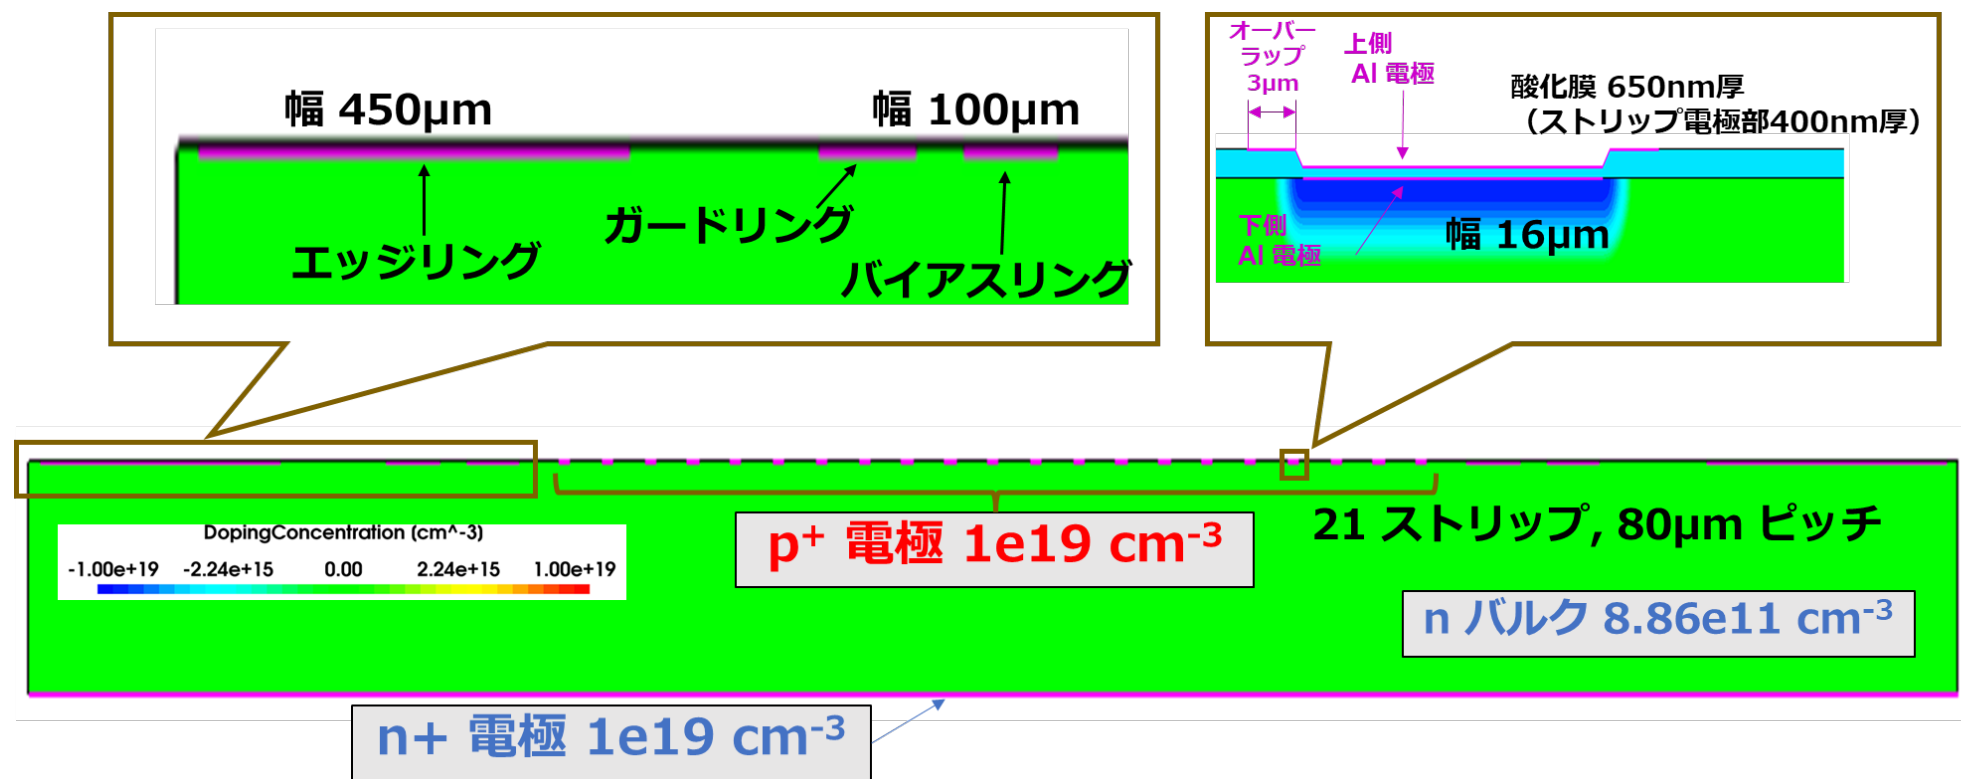 幅 450μm
幅 100μm
エッジリング
ガードリング
バイアスリング
オーバー
ラップ
3μm
上側
Al 電極
酸化膜 650nm厚
（ストリップ電極部400nm厚）
下側
Al 電極
幅 16μm
DopingConcentration (cm^-3)
-1.00e+19 -2.24e+15 0.00 2.24e+15 1.00e+19
p+ 電極 1e19 cm-3
21 ストリップ, 80μm ピッチ
n バルク 8.86e11 cm-3
n+ 電極 1e19 cm-3